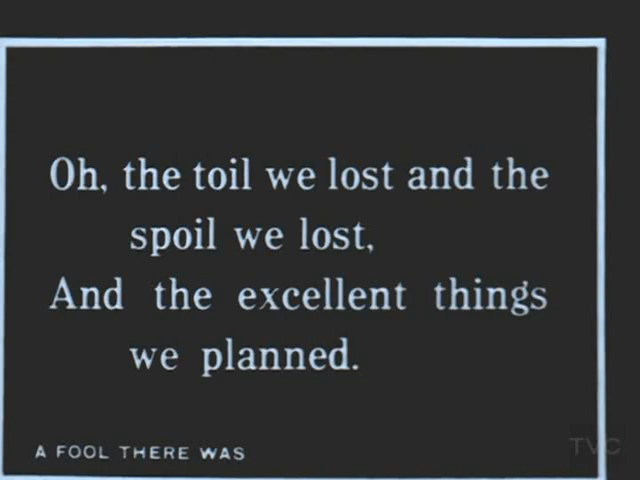 Oh, the toil we lost and the
spoil we lost,
And the excellent things
we planned.
A FOOL THERE WAS
TVC